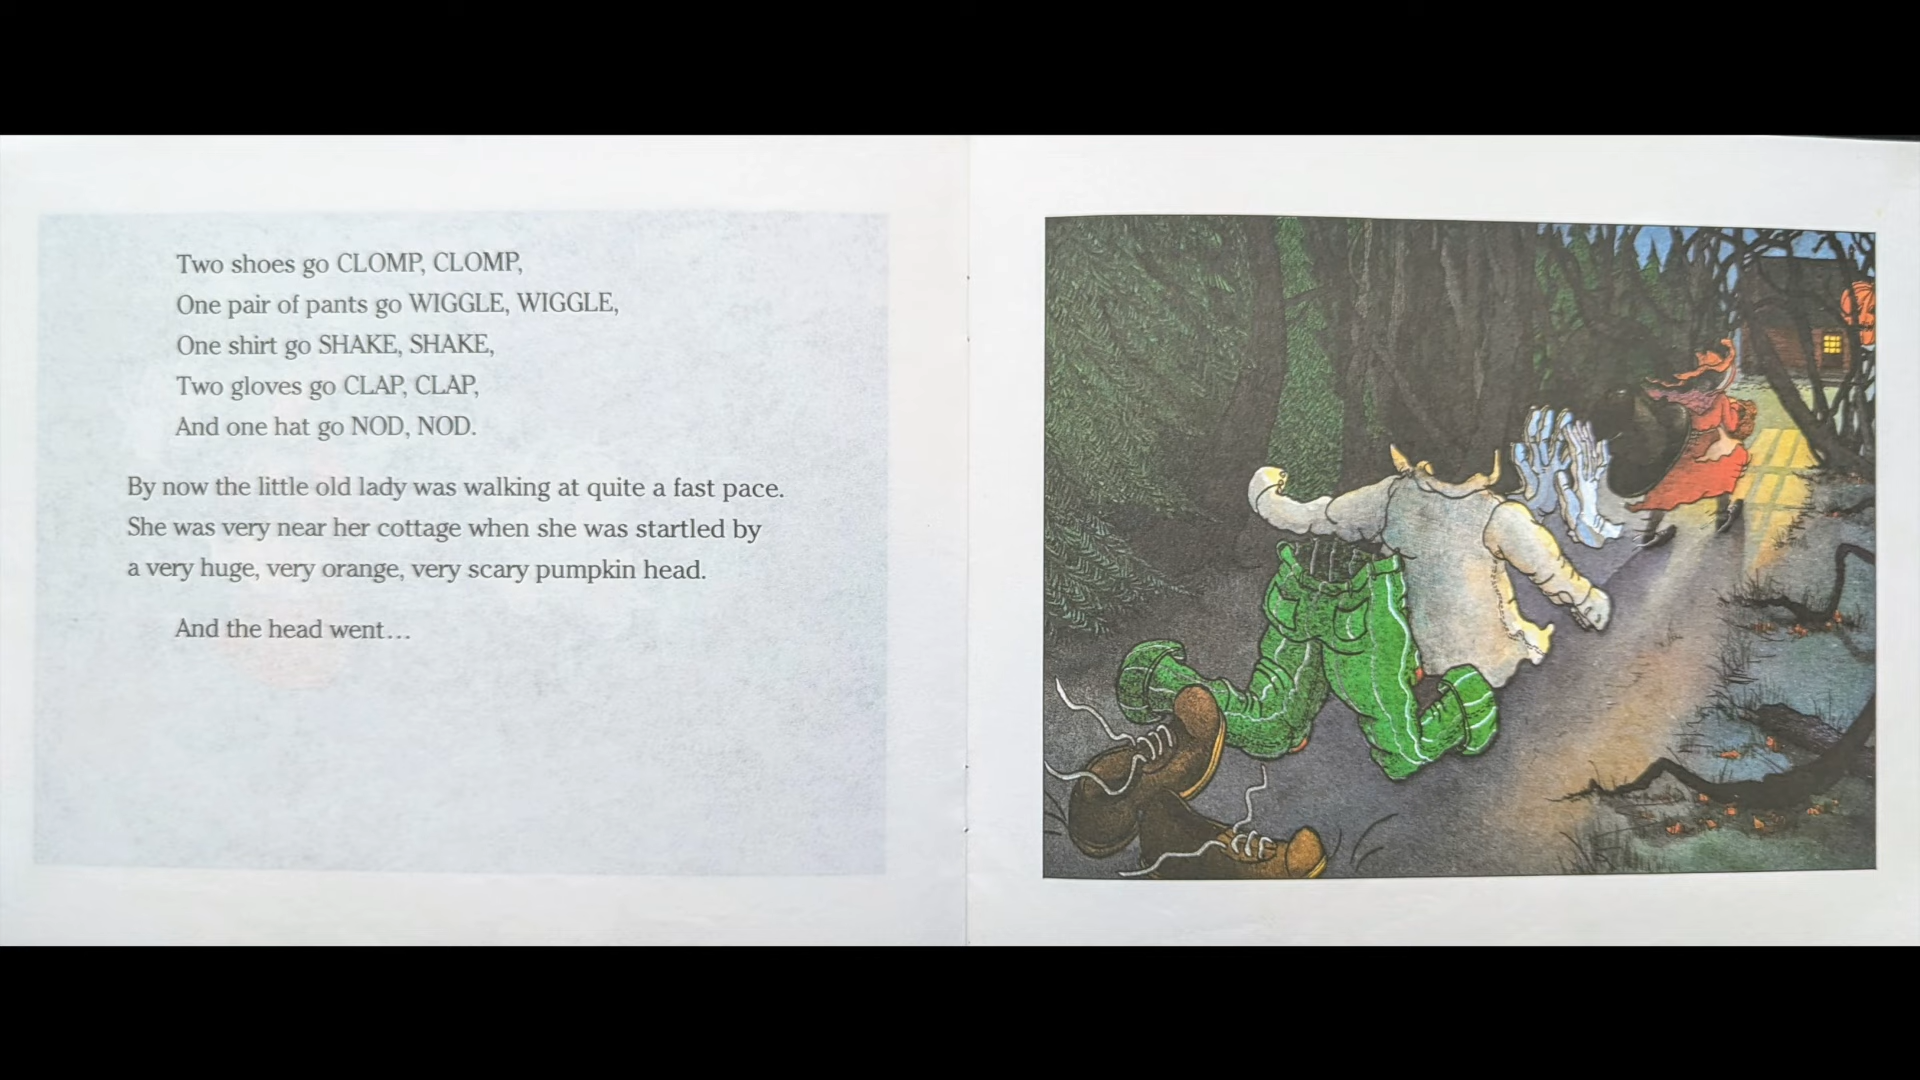 Two shoes go CLOMP, CLOMP,
One pair of pants go WIGGLE, WIGGLE,
One shirt go SHAKE, SHAKE,
Two gloves go CLAP, CLAP,
And one hat go NOD, NOD.
By now the little old lady was walking at quite a fast pace.
She was very near her cottage when she was startled by
a very huge, very orange, very scary pumpkin head.
And the head went...